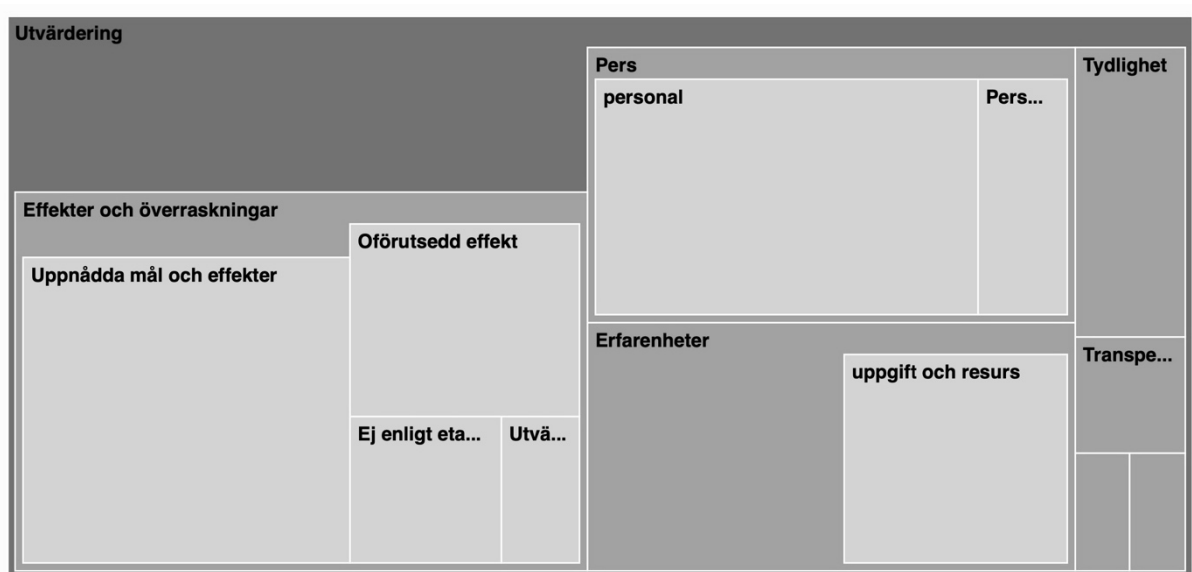 Utvärdering
Pers
Tydlighet
personal
Pers...
Effekter och överraskningar
Oförutsedd effekt
Uppnådda mål och effekter
Erfarenheter
Transpe...
uppgift och resurs
Ej enligt eta...
Utvä...